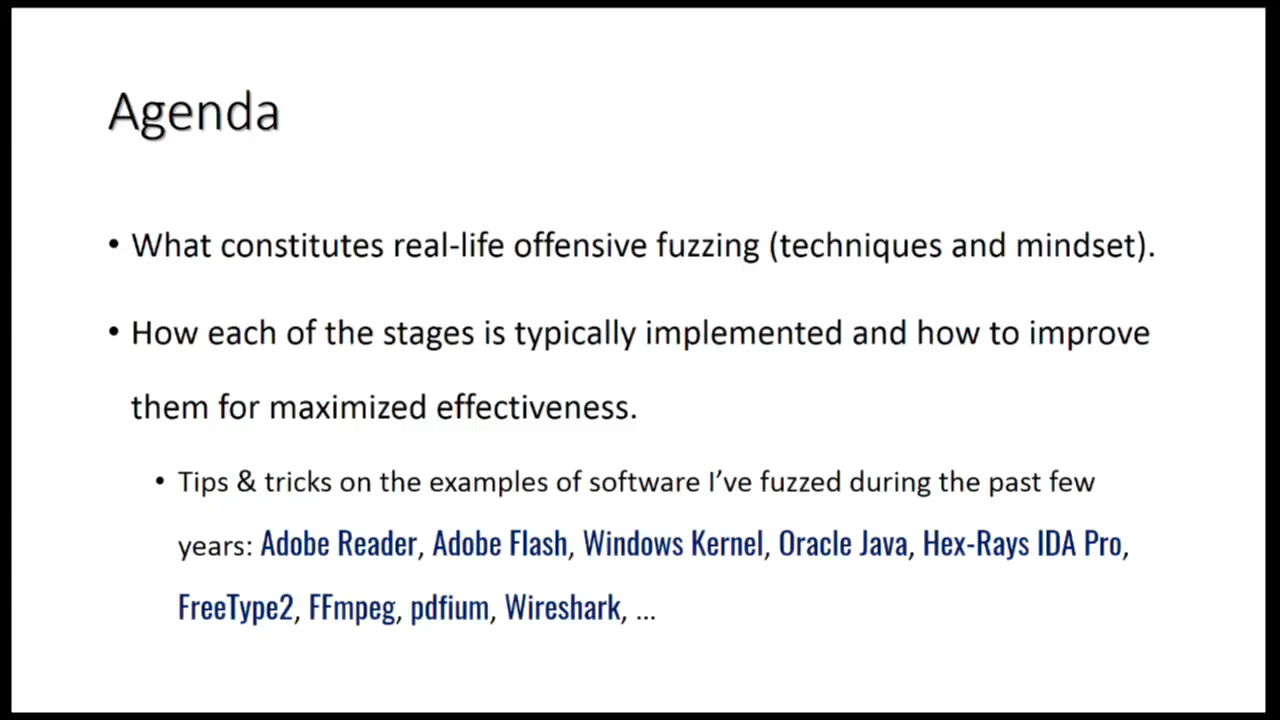 Agenda
• What constitutes real-life offensive fuzzing (techniques and mindset).
• How each of the stages is typically implemented and how to improve
them for maximized effectiveness.
• Tips & tricks on the examples of software I’ve fuzzed during the past few
years: Adobe Reader, Adobe Flash, Windows Kernel, Oracle Java, Hex-Rays IDA Pro,
FreeType2, FFmpeg, pdfium, Wireshark, ...